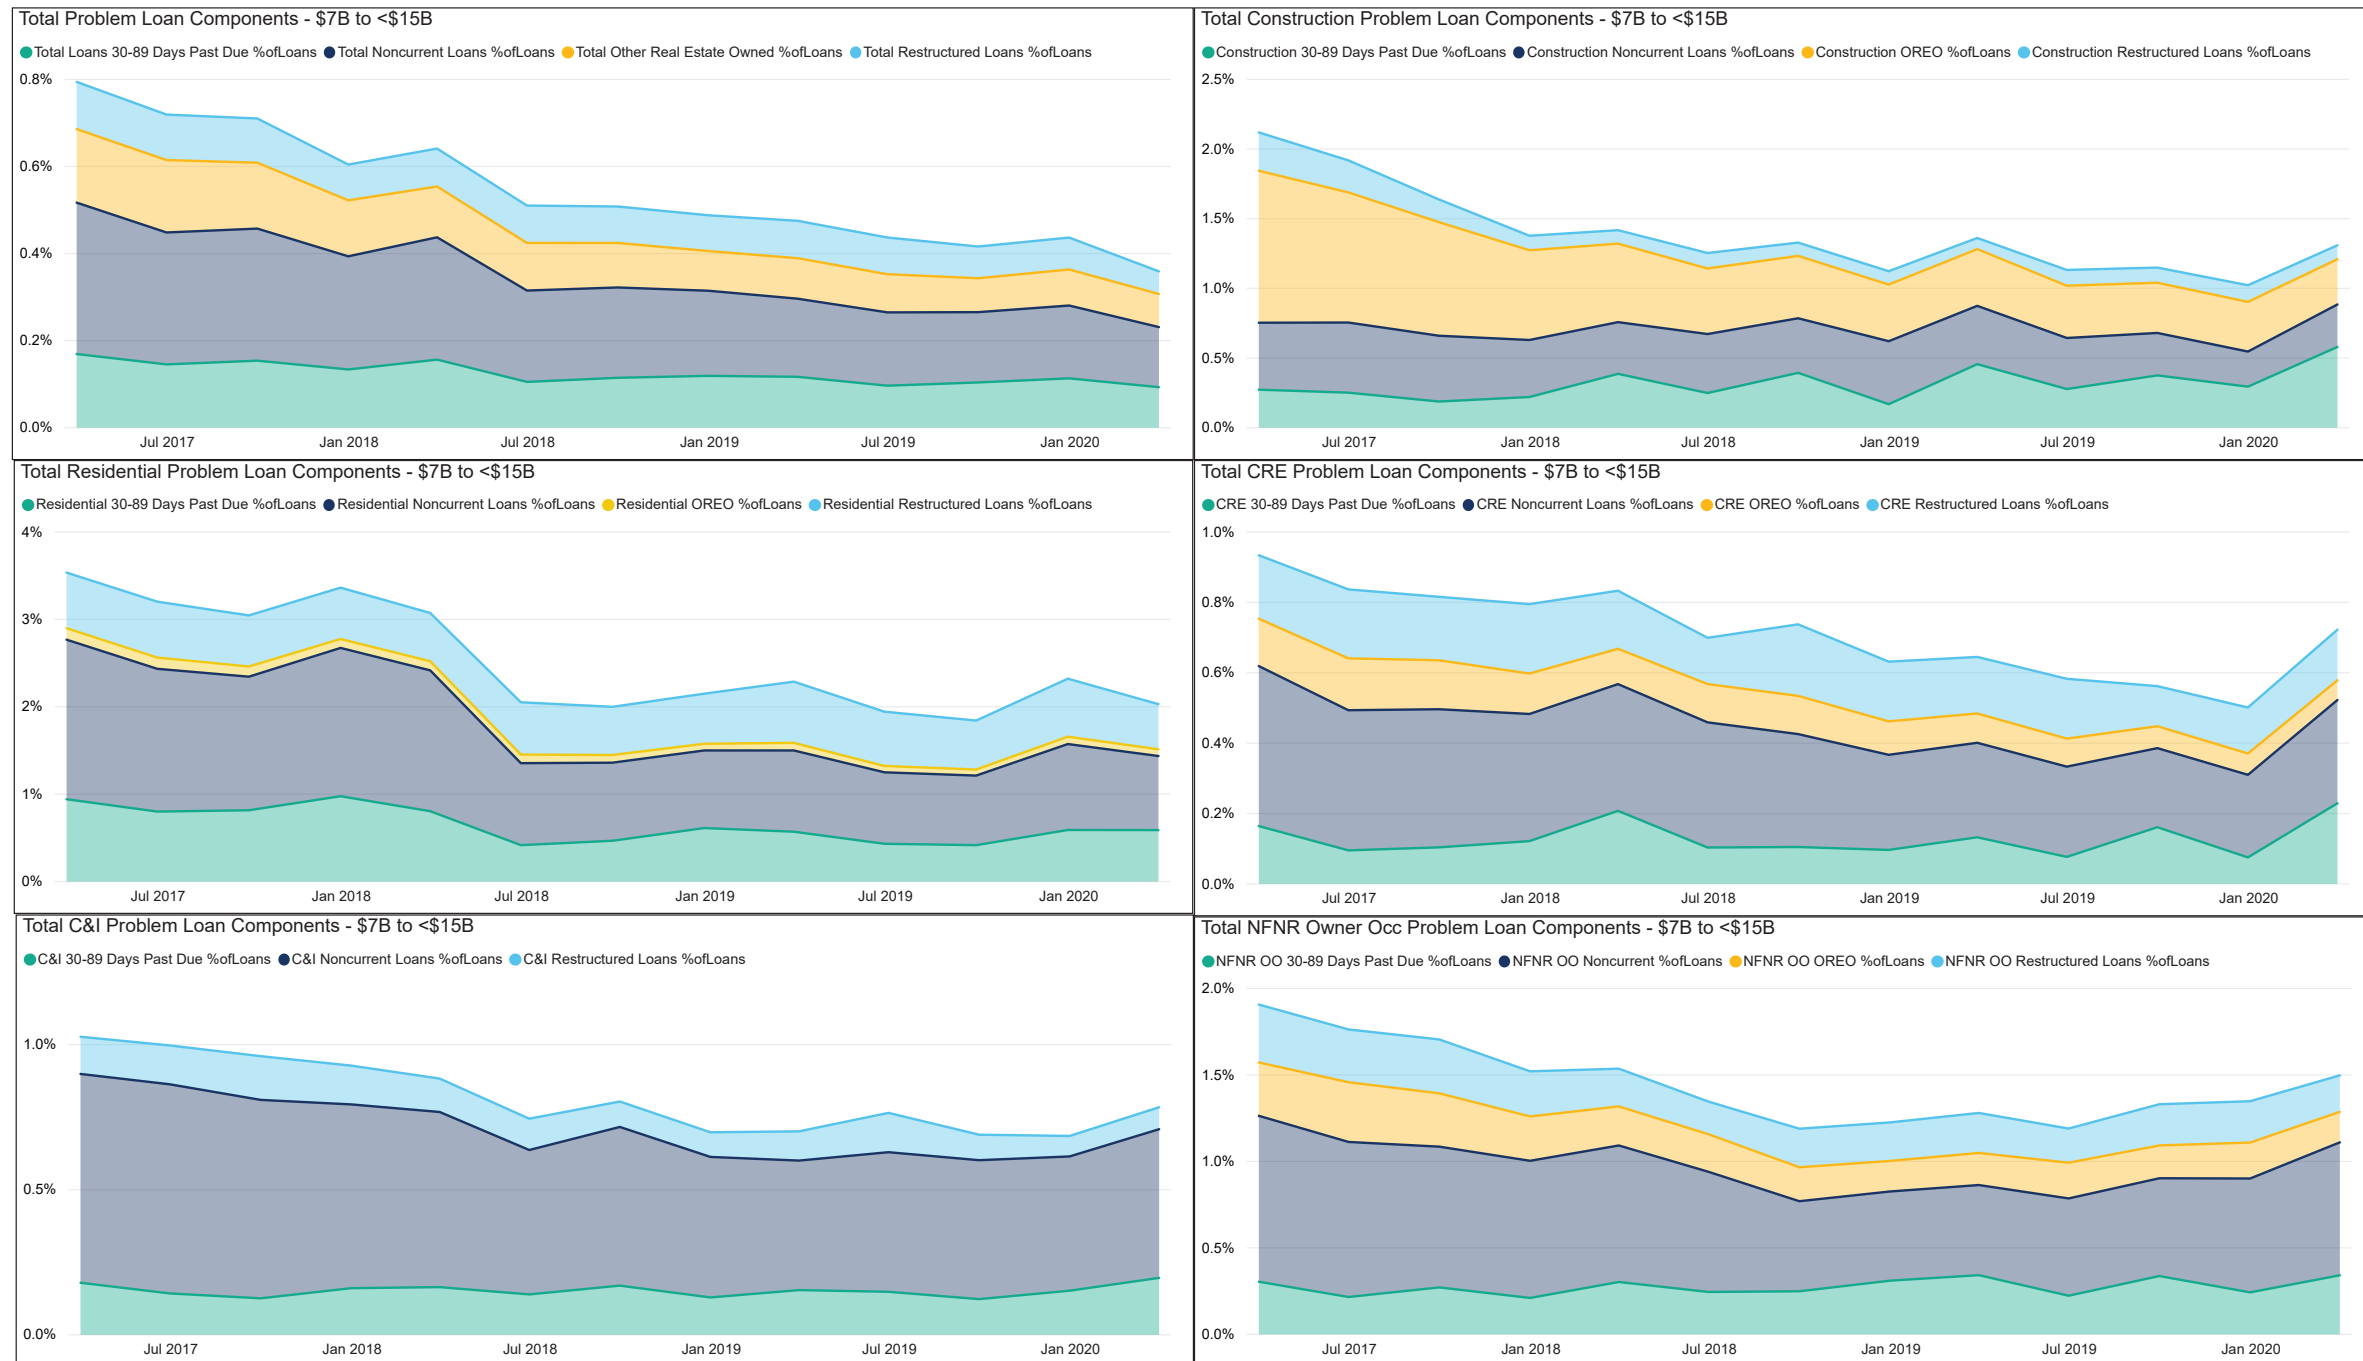 Total Problem Loan Components - $7B to <$15B
Total Loans 30-89 Days Past Due %ofLoans Total Noncurrent Loans %ofLoans Total Other Real Estate Owned %ofLoans Total Restructured Loans %ofLoans
0.8%
0.6%
0.4%
0.2%
0.0%
Jul 2017 Jan 2018 Jul 2018 Jan 2019 Jul 2019 Jan 2020
Total Construction Problem Loan Components - $7B to <$15B
Construction 30-89 Days Past Due %ofLoans Construction Noncurrent Loans %ofLoans Construction OREO %ofLoans Construction Restructured Loans %ofLoans
2.5%
2.0%
1.5%
1.0%
0.5%
0.0%
Jul 2017 Jan 2018 Jul 2018 Jan 2019 Jul 2019 Jan 2020
Total Residential Problem Loan Components - $7B to <$15B
Residential 30-89 Days Past Due %ofLoans Residential Noncurrent Loans %ofLoans Residential OREO %ofLoans Residential Restructured Loans %ofLoans
4%
3%
2%
1%
0%
Jul 2017 Jan 2018 Jul 2018 Jan 2019 Jul 2019 Jan 2020
Total CRE Problem Loan Components - $7B to <$15B
CRE 30-89 Days Past Due %ofLoans CRE Noncurrent Loans %ofLoans CRE OREO %ofLoans CRE Restructured Loans %ofLoans
1.0%
0.8%
0.6%
0.4%
0.2%
0.0%
Jul 2017 Jan 2018 Jul 2018 Jan 2019 Jul 2019 Jan 2020
Total C&I Problem Loan Components - $7B to <$15B
C&I 30-89 Days Past Due %ofLoans C&I Noncurrent Loans %ofLoans C&I Restructured Loans %ofLoans
1.0%
0.5%
0.0%
Jul 2017 Jan 2018 Jul 2018 Jan 2019 Jul 2019 Jan 2020
Total NFNR Owner Occ Problem Loan Components - $7B to <$15B
NFNR OO 30-89 Days Past Due %ofLoans NFNR OO Noncurrent %ofLoans NFNR OO OREO %ofLoans NFNR OO Restructured Loans %ofLoans
2.0%
1.5%
1.0%
0.5%
0.0%
Jul 2017 Jan 2018 Jul 2018 Jan 2019 Jul 2019 Jan 2020